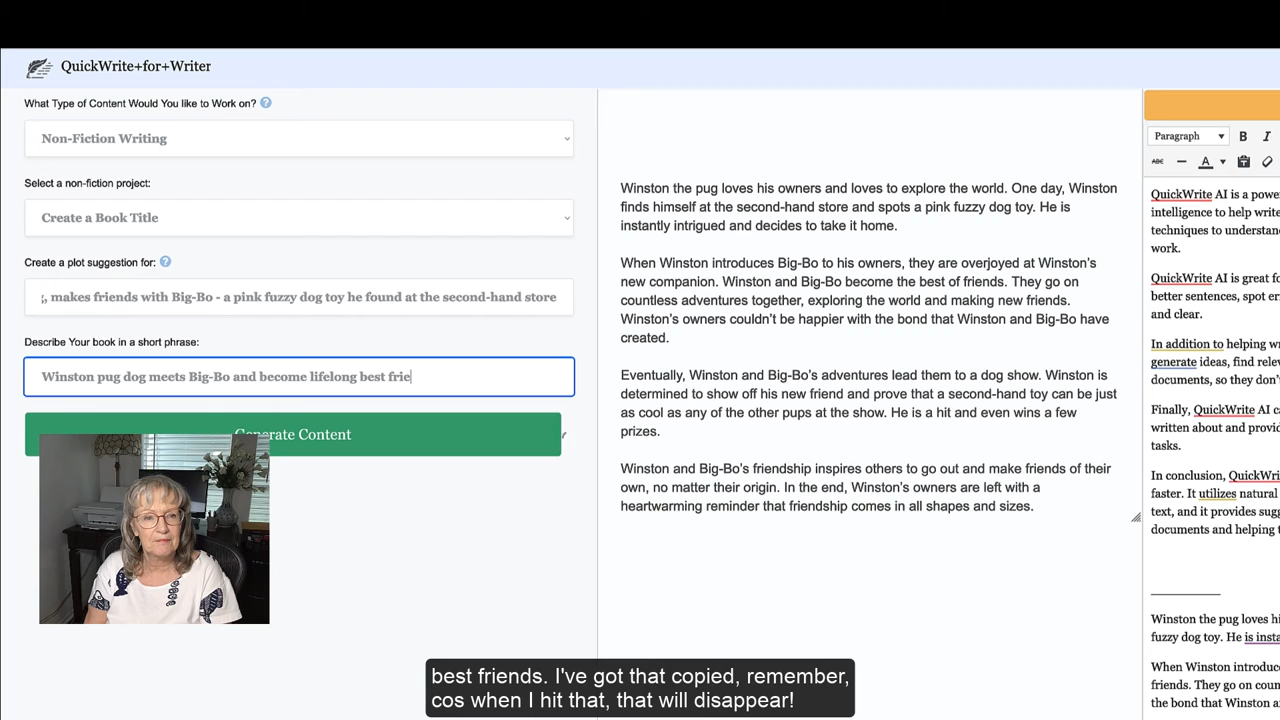 QuickWrite+for+Writer
What Type of Content Would You like to Work on? ?
Non-Fiction Writing
Select a non-fiction project:
Create a Book Title
Create a plot suggestion for: ?
, makes friends with Big-Bo - a pink fuzzy dog toy he found at the second-hand store
Describe Your book in a short phrase:
Winston pug dog meets Big-Bo and become lifelong best frie
Generate Content
Winston the pug loves his owners and loves to explore the world. One day, Winston
finds himself at the second-hand store and spots a pink fuzzy dog toy. He is
instantly intrigued and decides to take it home.
When Winston introduces Big-Bo to his owners, they are overjoyed at Winston's
new companion. Winston and Big-Bo become the best of friends. They go on
countless adventures together, exploring the world and making new friends.
Winston's owners couldn't be happier with the bond that Winston and Big-Bo have
created.
Eventually, Winston and Big-Bo's adventures lead them to a dog show. Winston is
determined to show off his new friend and prove that a second-hand toy can be just
as cool as any of the other pups at the show. He is a hit and even wins a few
prizes.
Winston and Big-Bo's friendship inspires others to go out and make friends of their
own, no matter their origin. In the end, Winston's owners are left with a
heartwarming reminder that friendship comes in all shapes and sizes.
Paragraph B I
ABC A
QuickWrite AI is a powe
intelligence to help write
techniques to understan
work.
QuickWrite AI is great fo
better sentences, spot er
and clear.
In addition to helping w
generate ideas, find relev
documents, so they don'
Finally, QuickWrite AI ca
written about and provid
tasks.
In conclusion, QuickWri
faster. It utilizes natural
text, and it provides sugg
documents and helping t
Winston the pug loves hi
fuzzy dog toy. He is insta
When Winston introduce
friends. They go on coun
the bond that Winston a
best friends. I've got that copied, remember,
cos when I hit that, that will disappear!